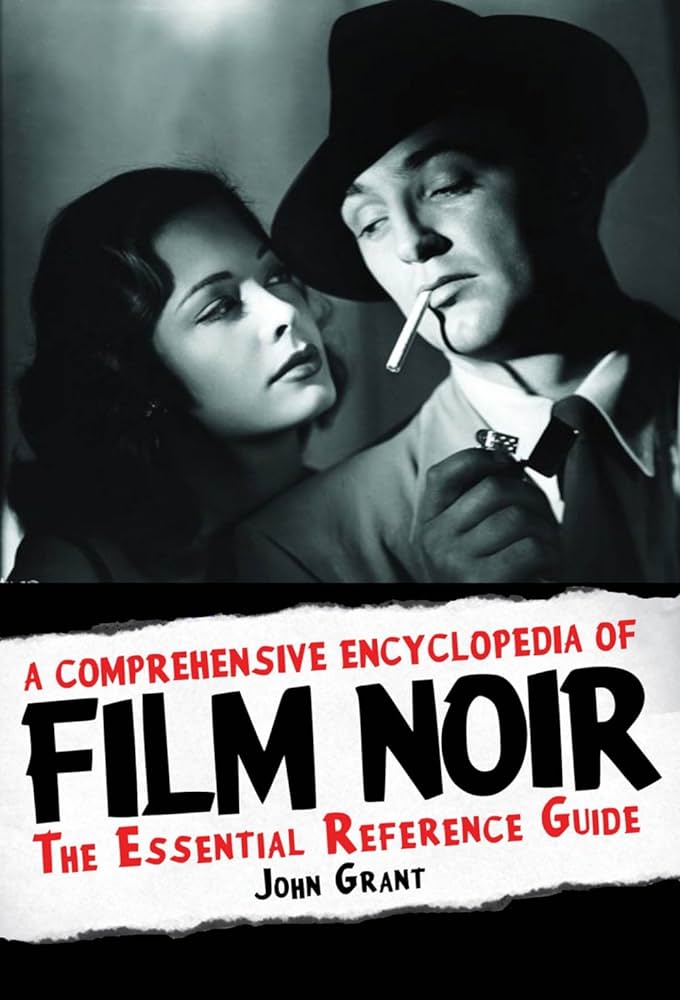 A COMPREHENSIVE ENCYCLOPEDIA OF
FILM NOIR
THE ESSENTIAL REFERENCE GUIDE
JOHN GRANT